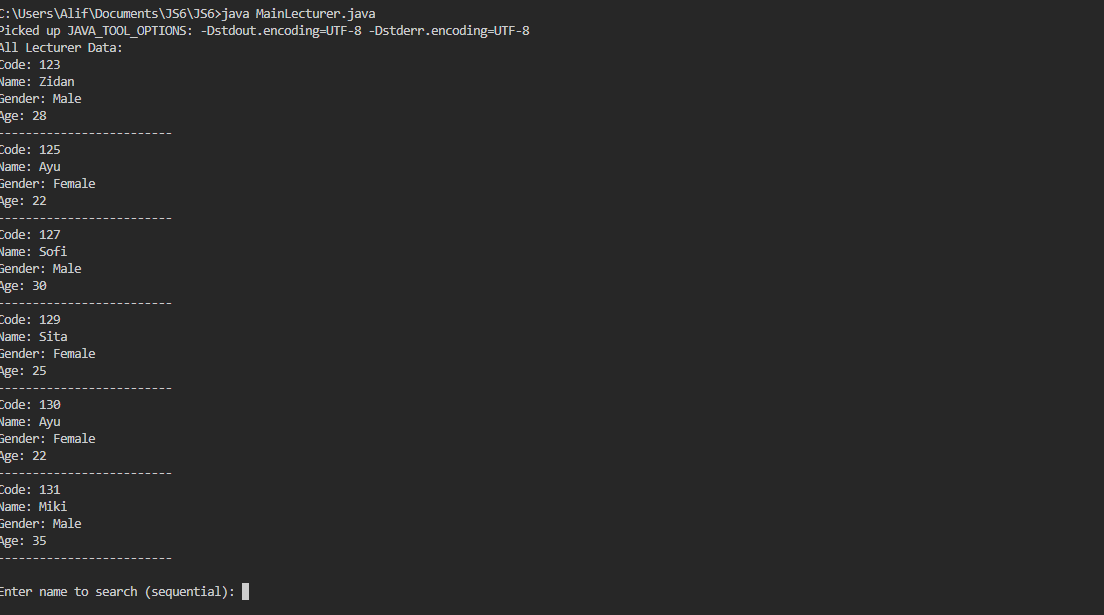 C:\Users\Alif\Documents\JS6\JS6>java MainLecturer.java
Picked up JAVA_TOOL_OPTIONS: -Dstdout.encoding=UTF-8 -Dstderr.encoding=UTF-8
All Lecturer Data:
Code: 123
Name: Zidan
Gender: Male
Age: 28
-------------------------
Code: 125
Name: Ayu
Gender: Female
Age: 22
-------------------------
Code: 127
Name: Sofi
Gender: Male
Age: 30
-------------------------
Code: 129
Name: Sita
Gender: Female
Age: 25
-------------------------
Code: 130
Name: Ayu
Gender: Female
Age: 22
-------------------------
Code: 131
Name: Miki
Gender: Male
Age: 35
-------------------------
Enter name to search (sequential):